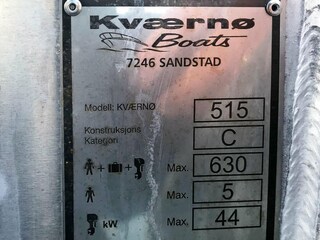 Kværnø
Boats
7246 SANDSTAD
Modell: KVÆRNØ 515
Konstruksjons
Kategori C
+ + Max. 630
Max. 5
kW Max. 44